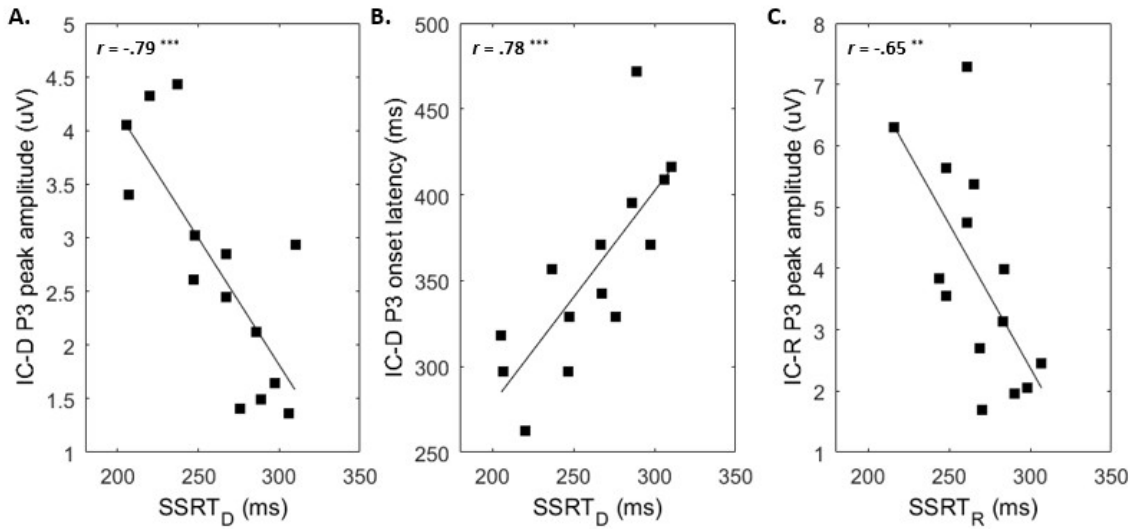 A.
r = -.79 ***
IC-D P3 peak amplitude (uV)
5
4.5
4
3.5
3
2.5
2
1.5
1
200 250 300 350
SSRT_D (ms)
B.
r = .78 ***
IC-D P3 onset latency (ms)
500
450
400
350
300
250
200 250 300 350
SSRT_D (ms)
C.
r = -.65 **
IC-R P3 peak amplitude (uV)
8
7
6
5
4
3
2
1
200 250 300 350
SSRT_R (ms)